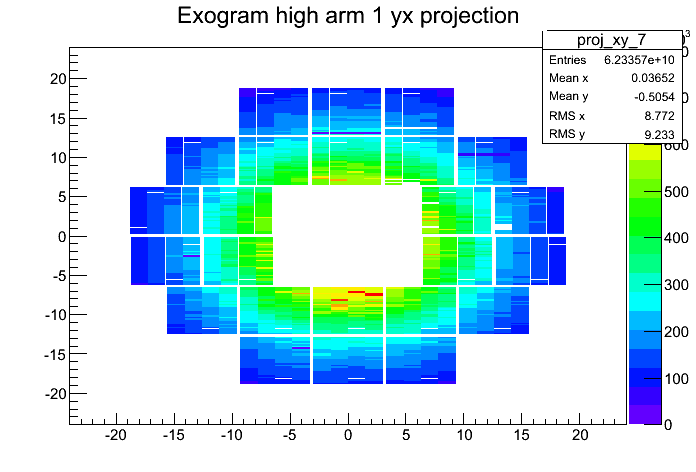 Exogram high arm 1 yx projection
proj_xy_7
Entries 6.23357e+10
Mean x 0.03652
Mean y -0.5054
RMS x 8.772
RMS y 9.233
20
15
10
5
0
-5
-10
-15
-20
-20 -15 -10 -5 0 5 10 15 20
500
400
300
200
100
0